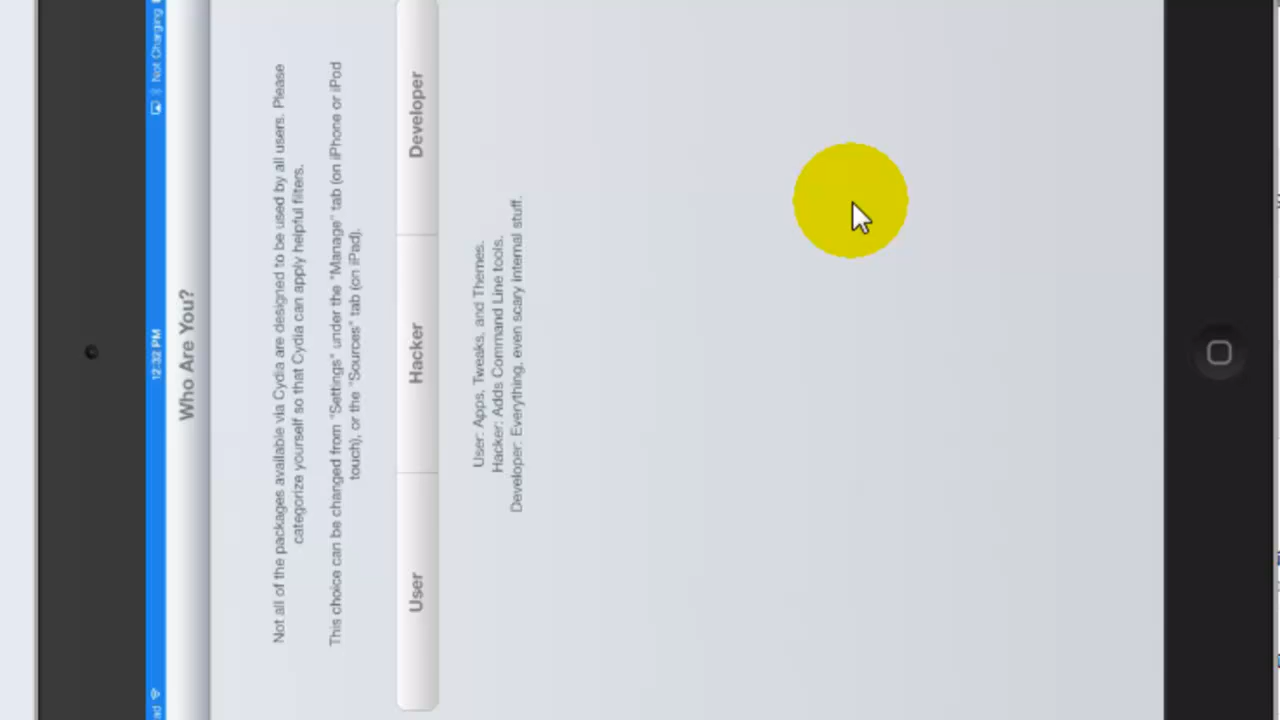 ad 12:32 PM Not Charging
Who Are You?
Not all of the packages available via Cydia are designed to be used by all users. Please
categorize yourself so that Cydia can apply helpful filters.
This choice can be changed from "Settings" under the "Manage" tab (on iPhone or iPod
touch), or the "Sources" tab (on iPad).
User Hacker Developer
User: Apps, Tweaks, and Themes.
Hacker: Adds Command Line tools.
Developer: Everything, even scary internal stuff.